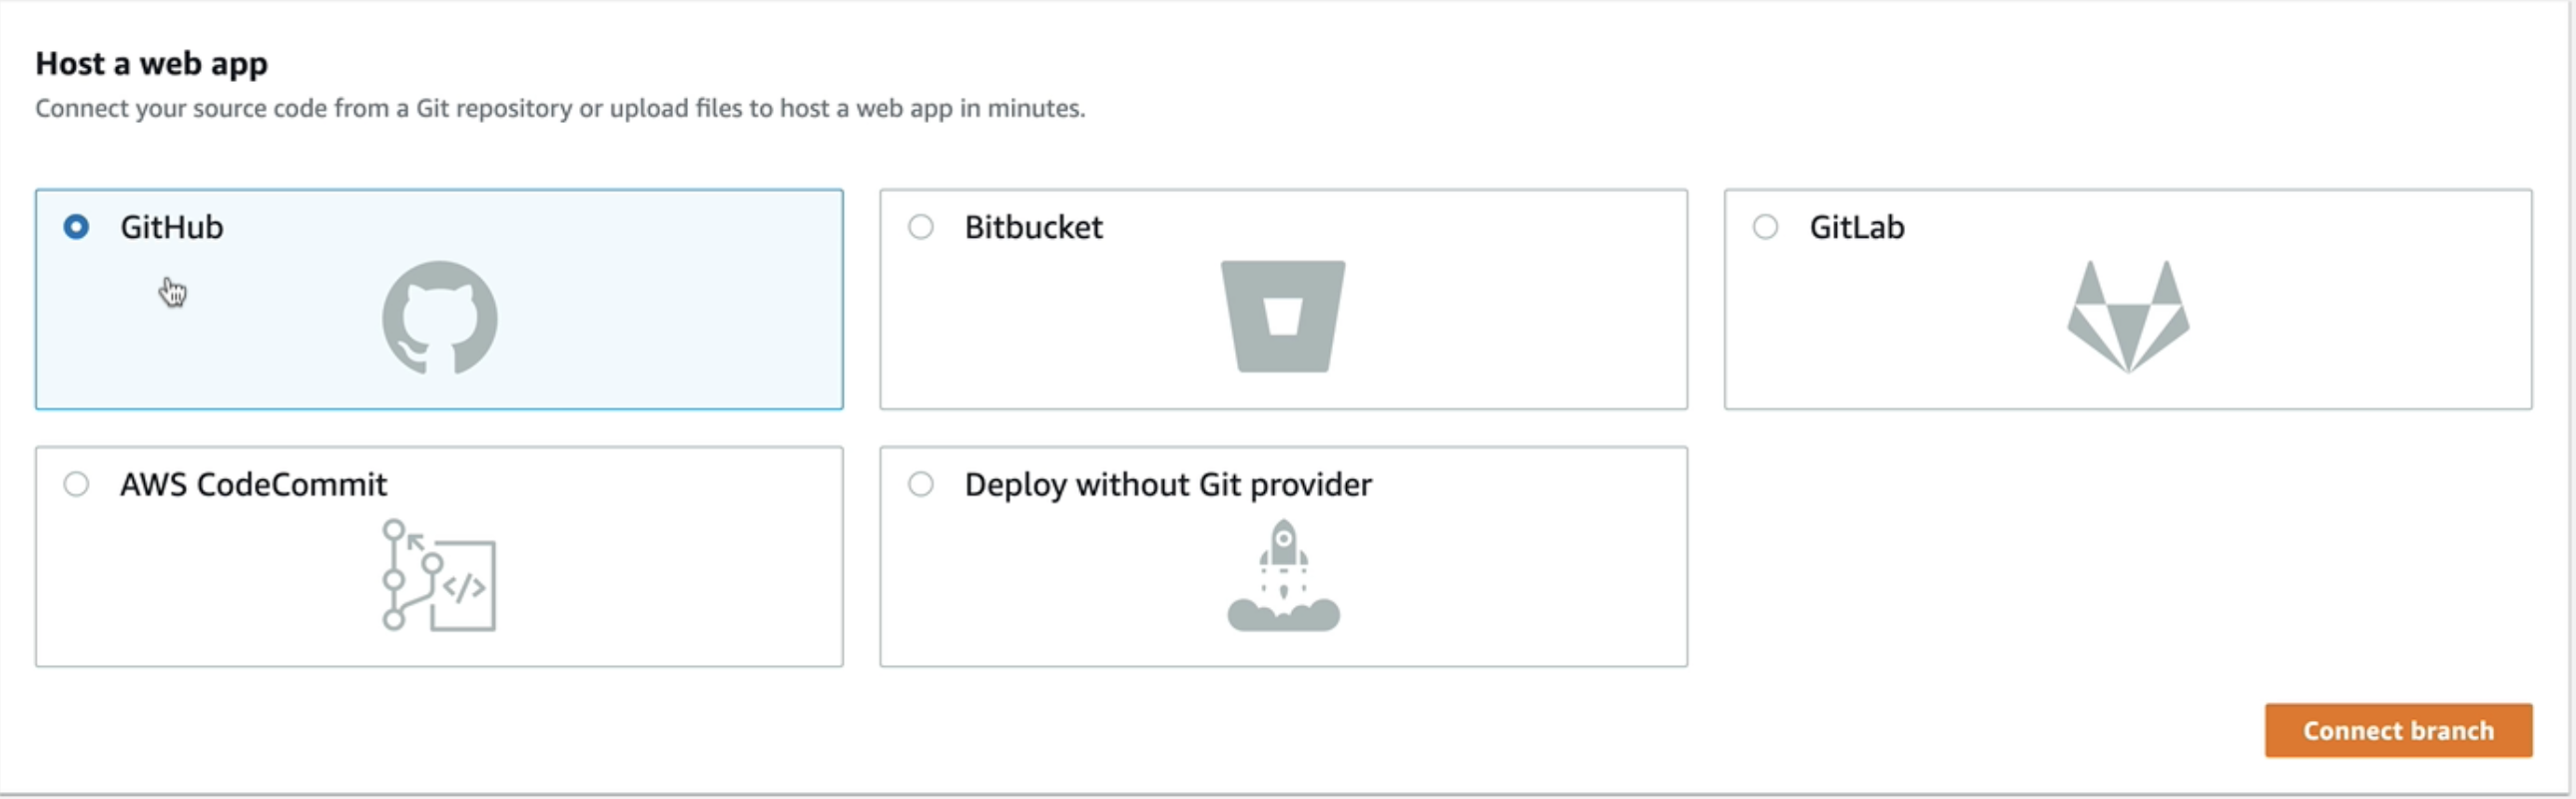 Host a web app
Connect your source code from a Git repository or upload files to host a web app in minutes.
GitHub
Bitbucket
GitLab
AWS CodeCommit
</>
Deploy without Git provider
Connect branch